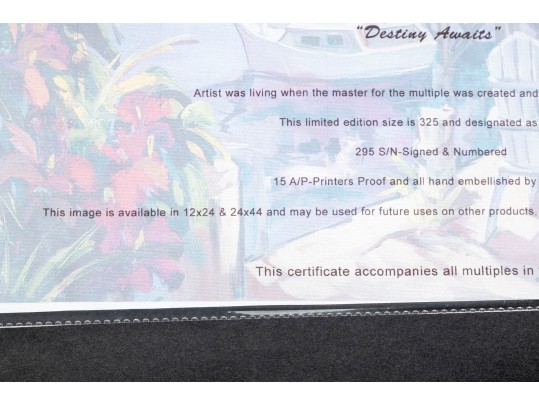 "Destiny Awaits"
Artist was living when the master for the multiple was created and
This limited edition size is 325 and designated as
295 S/N-Signed & Numbered
15 A/P-Printers Proof and all hand embellished by
This image is available in 12x24 & 24x44 and may be used for future uses on other products.
This certificate accompanies all multiples in